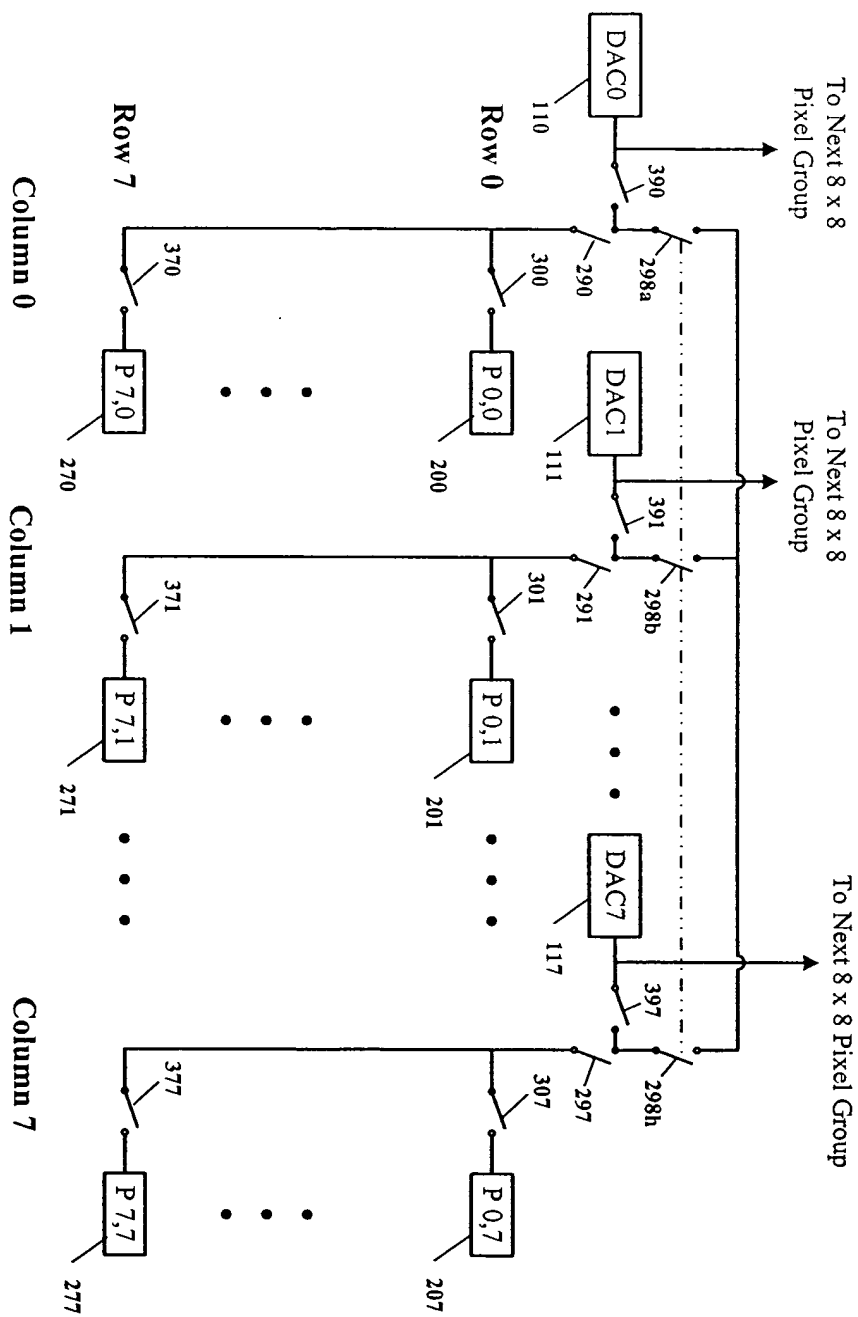 To Next 8 x 8
Pixel Group
To Next 8 x 8
Pixel Group
To Next 8 x 8 Pixel Group
DAC0
110
390
298a
290
DAC1
111
391
298b
291
DAC7
117
397
298h
297
Row 0
300
P 0,0
200
301
P 0,1
201
307
P 0,7
207
Row 7
370
P 7,0
270
371
P 7,1
271
377
P 7,7
277
Column 0
Column 1
Column 7